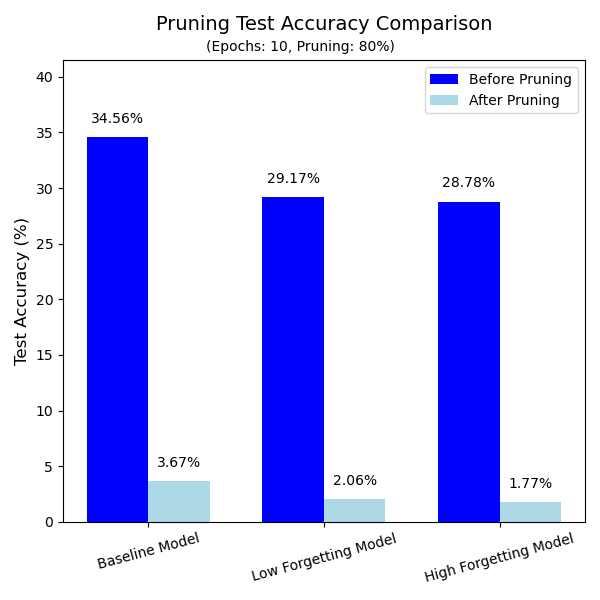 Pruning Test Accuracy Comparison
(Epochs: 10, Pruning: 80%)
Before Pruning
After Pruning
Test Accuracy (%)
40
35
30
25
20
15
10
5
0
34.56%
3.67%
29.17%
2.06%
28.78%
1.77%
Baseline Model
Low Forgetting Model
High Forgetting Model